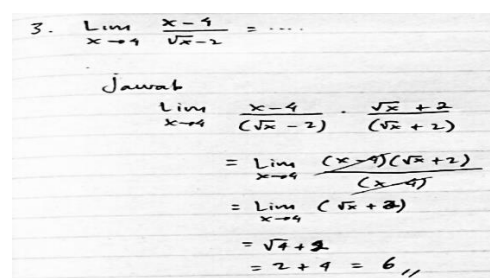 3. Lim x→4 (x-4)/(√x-2) = ....
Jawab
Lim x→4 (x-4)/(√x - 2) · (√x + 2)/(√x + 2)
= Lim x→4 (x-4)(√x + 2)/(x-4)
= Lim x→4 (√x + 2)
= √4 + 2
= 2 + 4 = 6,,